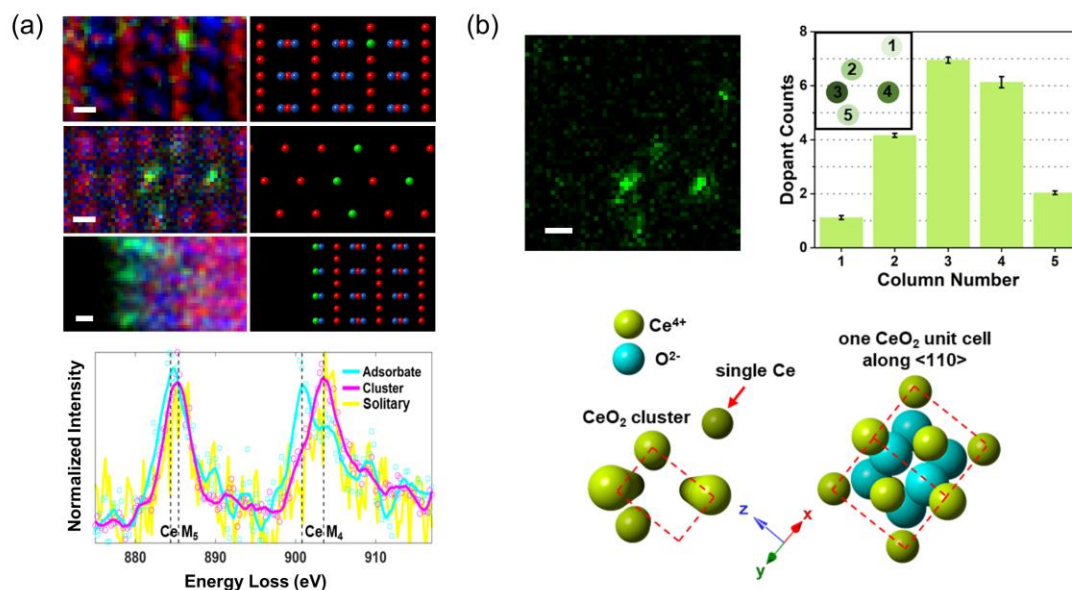 (a)
Normalized Intensity
Adsorbate
Cluster
Solitary
Ce M5
Ce M4
880 890 900 910
Energy Loss (eV)
(b)
Dopant Counts
8
6
4
2
0
1
2
3
4
5
1 2 3 4 5
Column Number
Ce⁴⁺
O²⁻
single Ce
CeO₂ cluster
z
x
y
one CeO₂ unit cell
along <110>